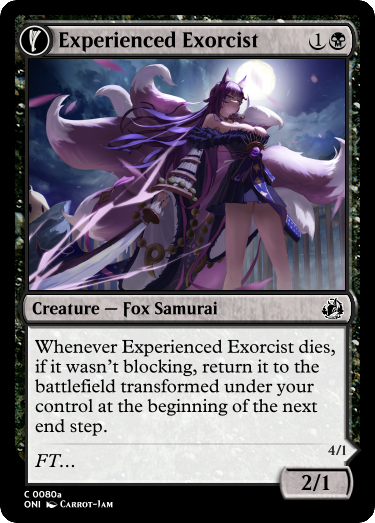 Experienced Exorcist 1
Creature — Fox Samurai
Whenever Experienced Exorcist dies,
if it wasn't blocking, return it to the
battlefield transformed under your
control at the beginning of the next
end step.
4/1
FT...
2/1
C 0080a
ONI Carrot-Jam